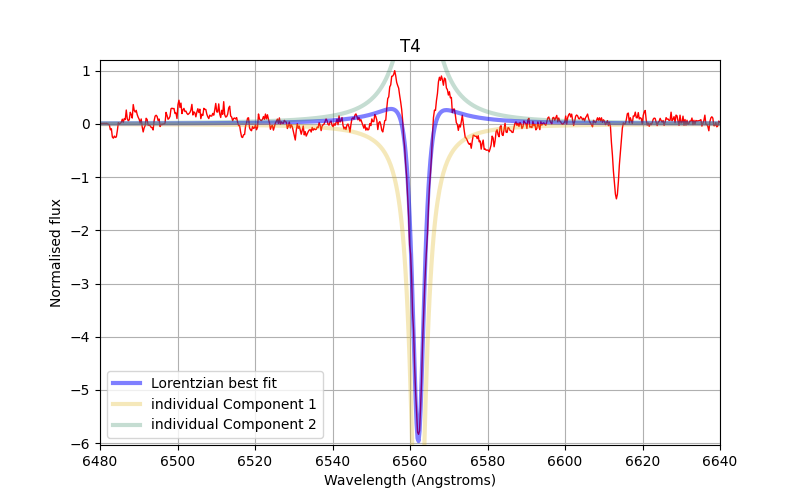 T4
1
0
−1
−2
−3
−4
−5
−6
Normalised flux
Lorentzian best fit
individual Component 1
individual Component 2
6480 6500 6520 6540 6560 6580 6600 6620 6640
Wavelength (Angstroms)